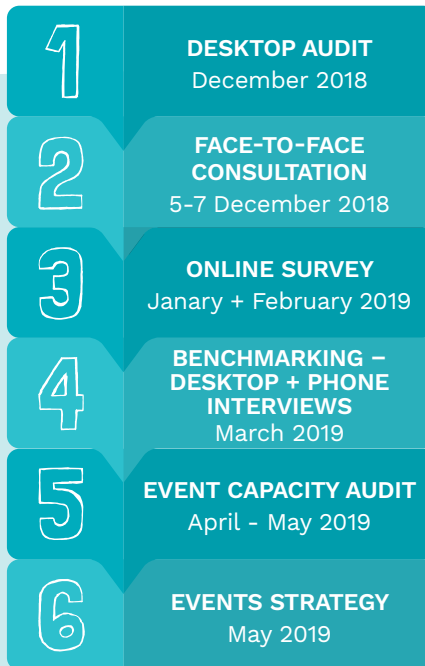 1
DESKTOP AUDIT
December 2018
2
FACE-TO-FACE
CONSULTATION
5-7 December 2018
3
ONLINE SURVEY
Janary + February 2019
4
BENCHMARKING –
DESKTOP + PHONE
INTERVIEWS
March 2019
5
EVENT CAPACITY AUDIT
April - May 2019
6
EVENTS STRATEGY
May 2019